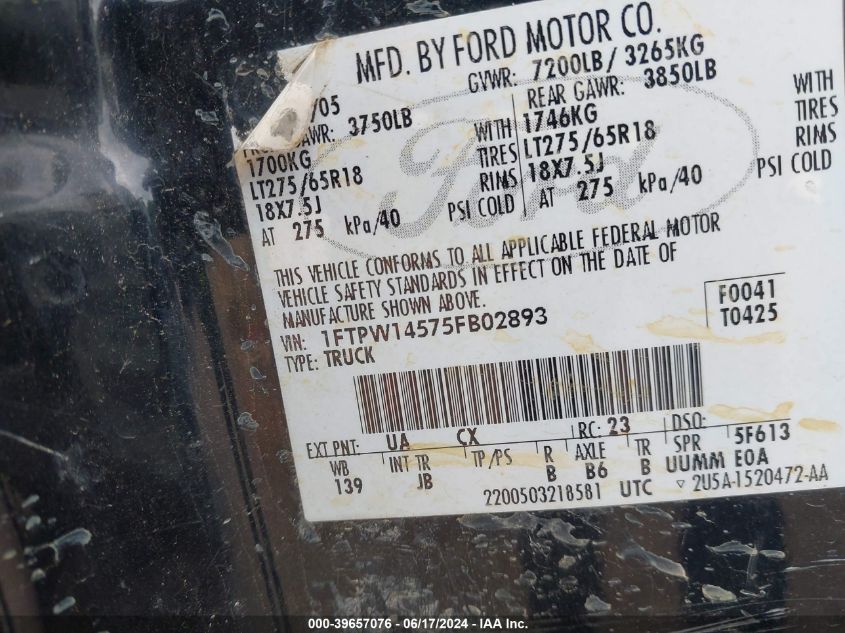 MFD. BY FORD MOTOR CO.
/05 GVWR: 7200LB/ 3265KG
GAWR: 3750LB REAR GAWR: 3850LB
1700KG WITH 1746KG WITH
LT275/65R18 TIRES LT275/65R18 TIRES
18X7.5J RIMS 18X7.5J RIMS
AT 275 kPa/40 PSI COLD AT 275 kPa/40 PSI COLD
Ford
THIS VEHICLE CONFORMS TO ALL APPLICABLE FEDERAL MOTOR
VEHICLE SAFETY STANDARDS IN EFFECT ON THE DATE OF
MANUFACTURE SHOWN ABOVE.
VIN: 1FTPW14575FB02893 F0041
TYPE: TRUCK T0425
EXT PNT: UA CX RC: 23 DSO:
WB INT TR TP/PS R AXLE TR SPR 5F613
139 JB B B6 B UUMM E0A
2200503218581 UTC ▽ 2U5A-1520472-AA
000-39657076 - 06/17/2024 - IAA Inc.